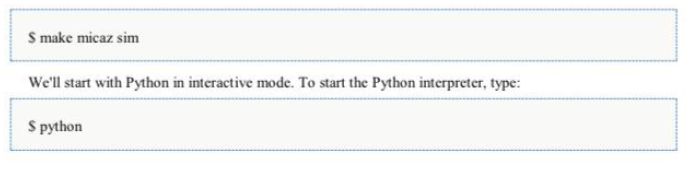 $ make micaz sim
We'll start with Python in interactive mode. To start the Python interpreter, type:
$ python